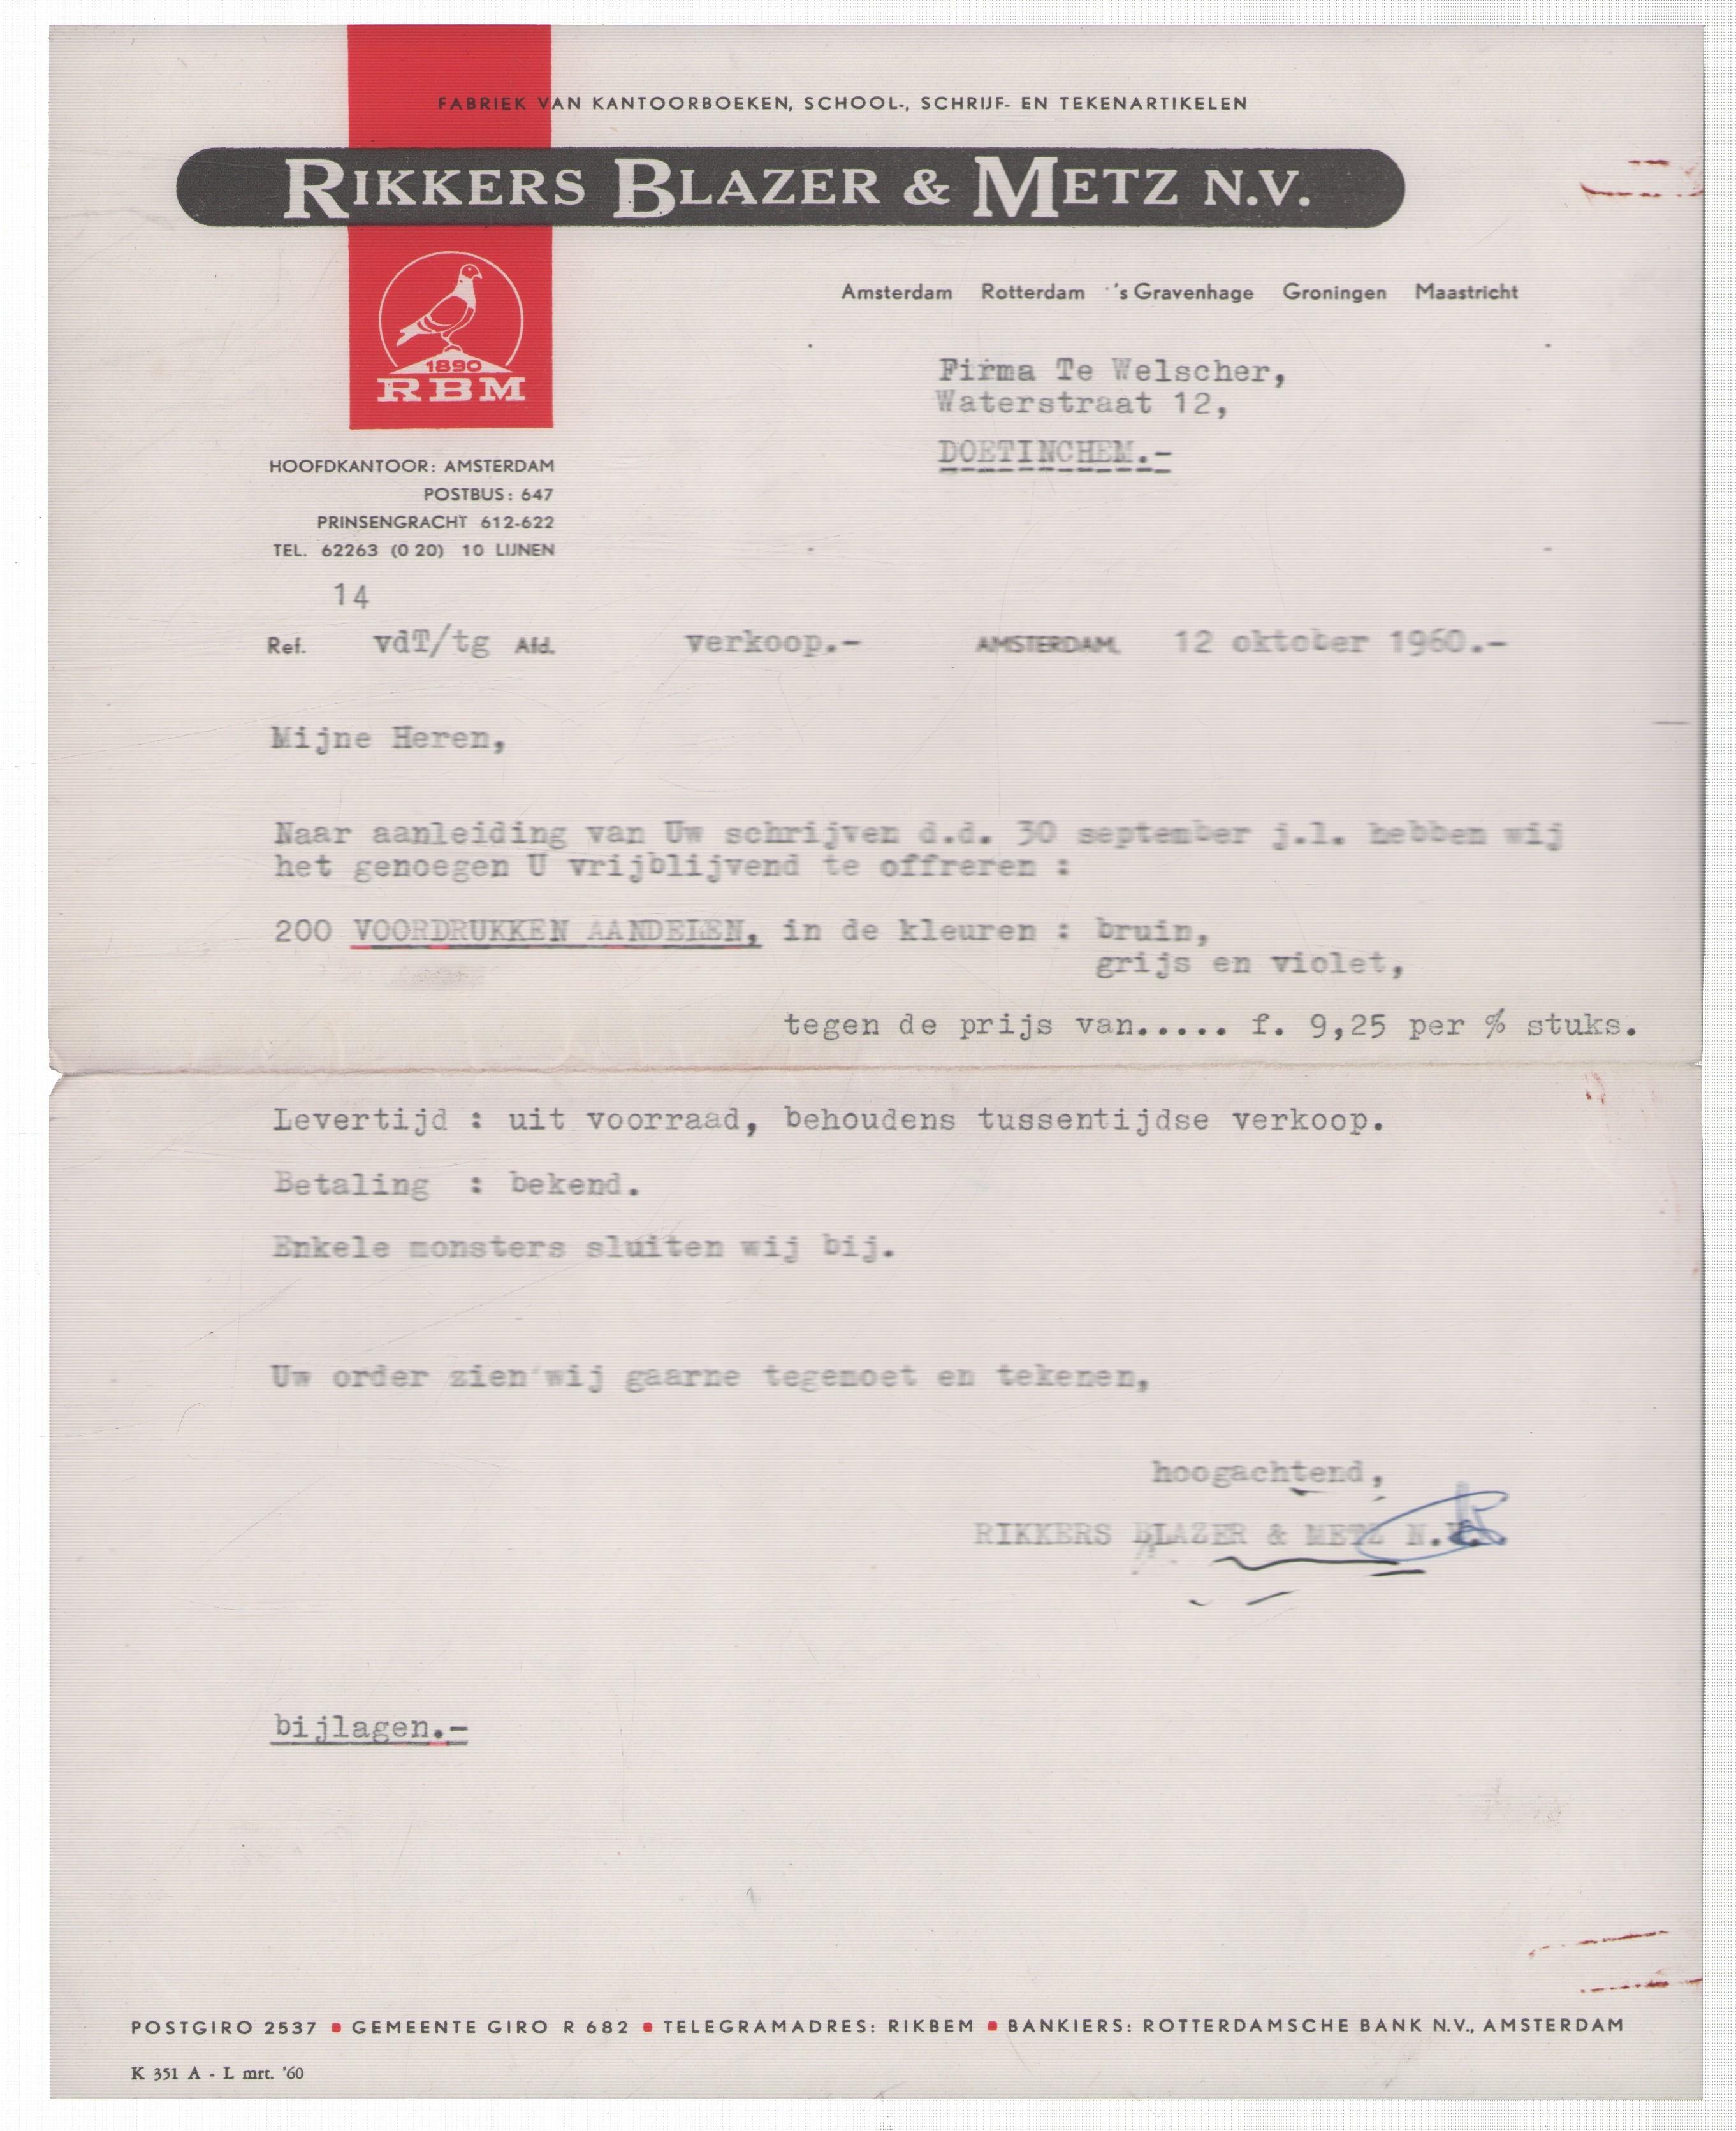 FABRIEK VAN KANTOORBOEKEN, SCHOOL-, SCHRIJF- EN TEKENARTIKELEN
RIKKERS BLAZER & METZ N.V.
1890
RBM
Amsterdam Rotterdam 's Gravenhage Groningen Maastricht
Firma Te Welscher,
Waterstraat 12,
DOETINCHEM.-
HOOFDKANTOOR: AMSTERDAM
POSTBUS: 647
PRINSENGRACHT 612-622
TEL. 62263 (0 20) 10 LIJNEN
14
Ref. vdT/tg Afd. verkoop.- AMSTERDAM, 12 oktober 1960.-
Mijne Heren,
Naar aanleiding van Uw schrijven d.d. 30 september j.l. hebben wij
het genoegen U vrijblijvend te offreren :
200 VOORDRUKKEN AANDELEN, in de kleuren : bruin,
grijs en violet,
tegen de prijs van..... f. 9,25 per % stuks.
Levertijd : uit voorraad, behoudens tussentijdse verkoop.
Betaling : bekend.
Enkele monsters sluiten wij bij.
Uw order zien wij gaarne tegemoet en tekenen,
hoogachtend,
RIKKERS BLAZER & METZ N.V.
bijlagen.-
POSTGIRO 2537 ▪ GEMEENTE GIRO R 682 ▪ TELEGRAMADRES: RIKBEM ▪ BANKIERS: ROTTERDAMSCHE BANK N.V., AMSTERDAM
K 351 A - L mrt. '60